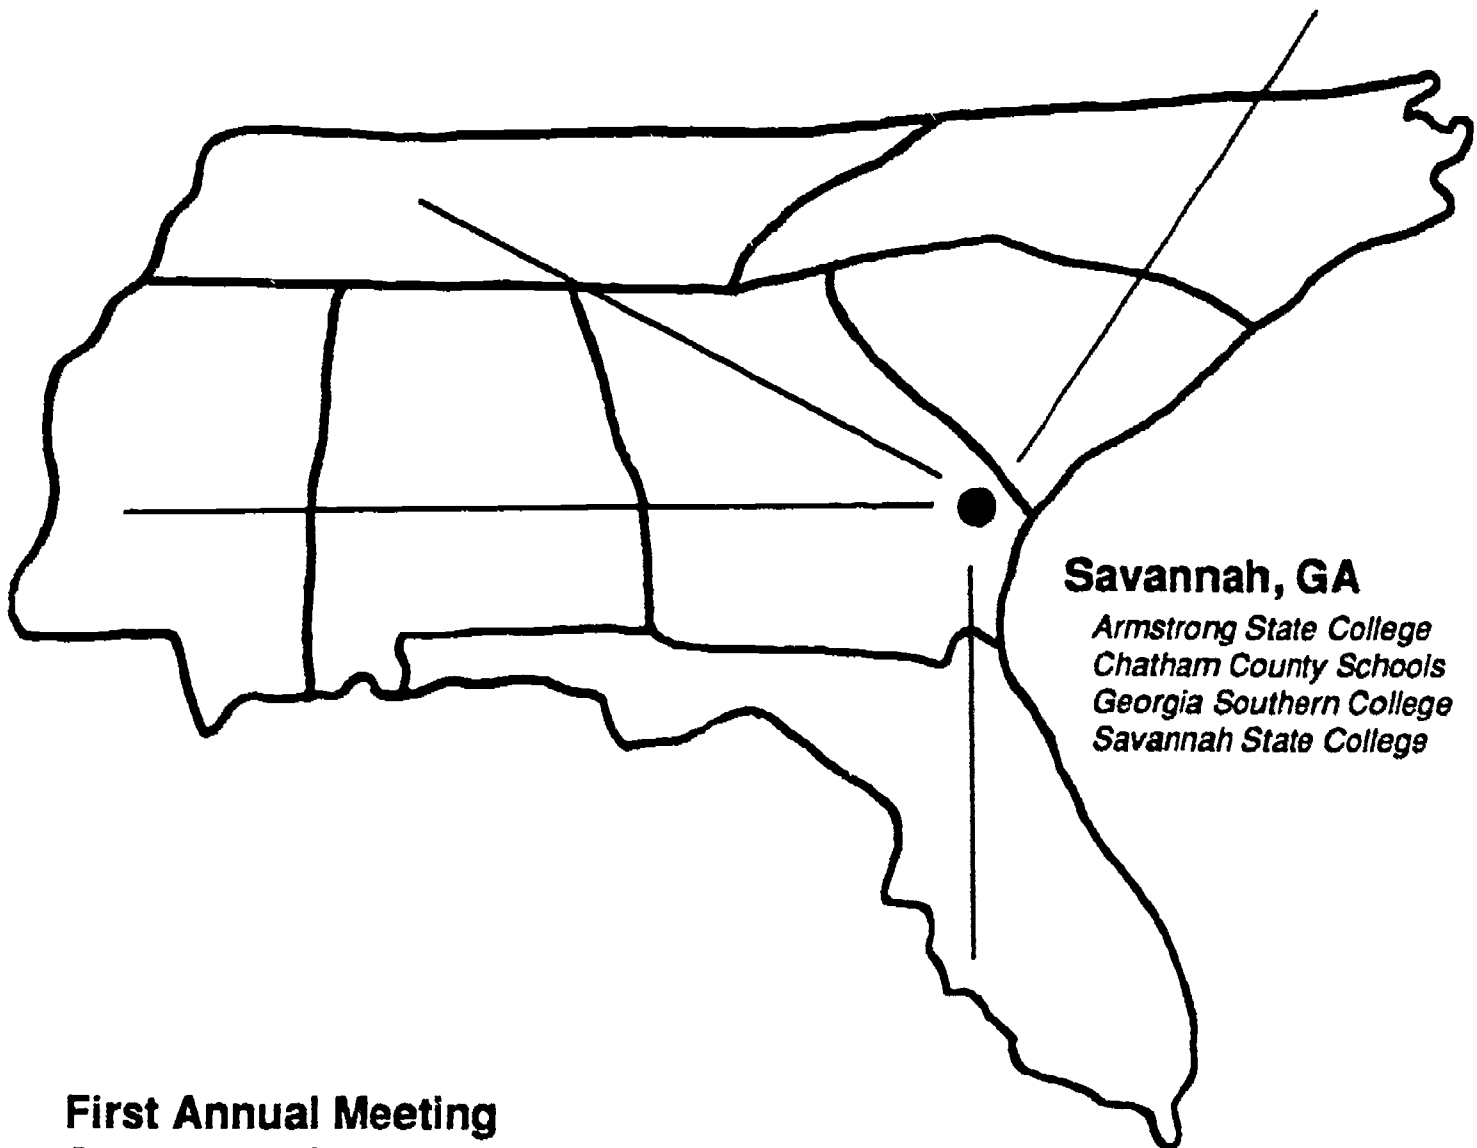 Savannah, GA
Armstrong State College
Chatham County Schools
Georgia Southern College
Savannah State College
First Annual Meeting